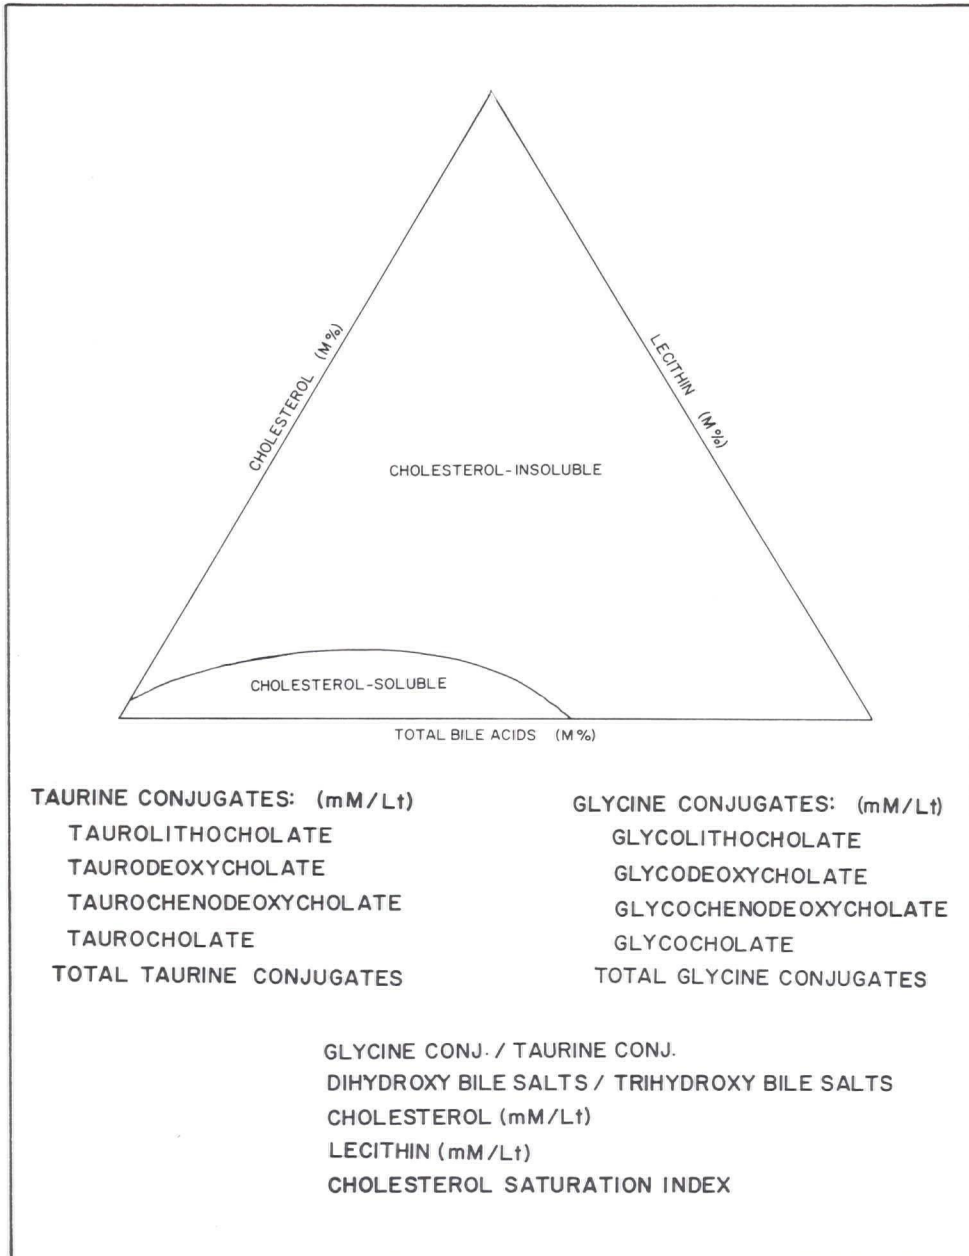 CHOLESTEROL (M%)
LECITHIN (M%)
CHOLESTEROL-INSOLUBLE
CHOLESTEROL-SOLUBLE
TOTAL BILE ACIDS (M%)
TAURINE CONJUGATES: (mM/Lt)
TAUROLITHOCHOLATE
TAURODEOXYCHOLATE
TAUROCHENODEOXYCHOLATE
TAUROCHOLATE
TOTAL TAURINE CONJUGATES
GLYCINE CONJUGATES: (mM/Lt)
GLYCOLITHOCHOLATE
GLYCODEOXYCHOLATE
GLYCOCHENODEOXYCHOLATE
GLYCOCHOLATE
TOTAL GLYCINE CONJUGATES
GLYCINE CONJ. / TAURINE CONJ.
DIHYDROXY BILE SALTS / TRIHYDROXY BILE SALTS
CHOLESTEROL (mM/Lt)
LECITHIN (mM/Lt)
CHOLESTEROL SATURATION INDEX